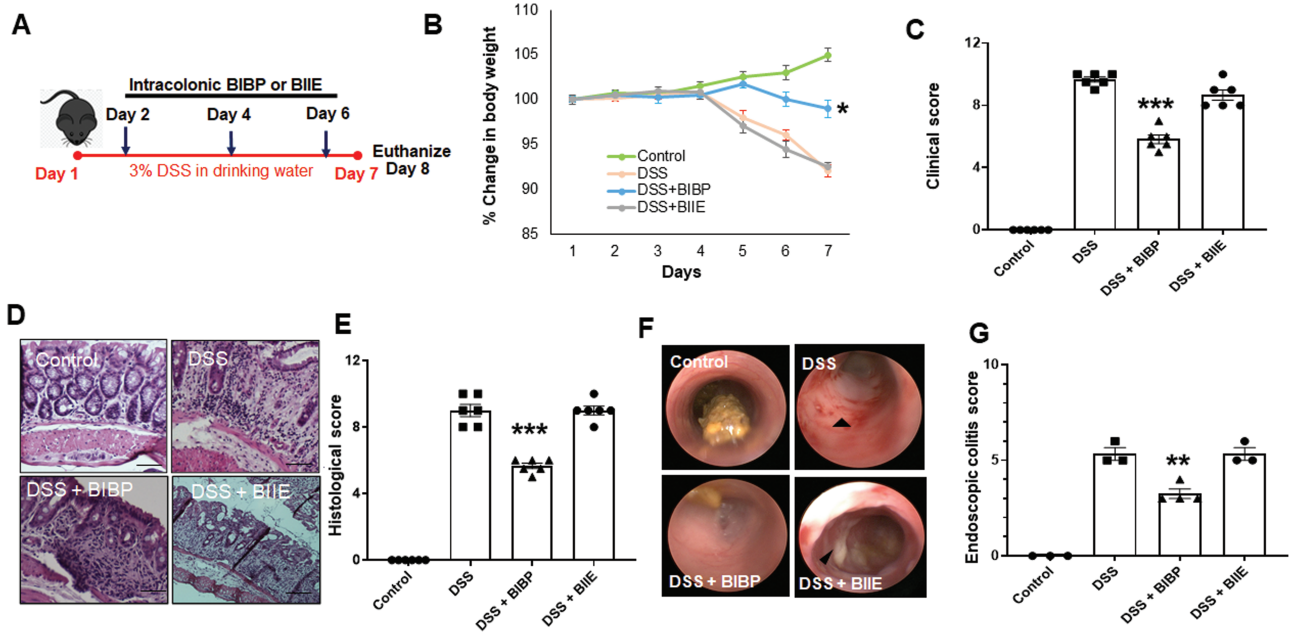 A
Intracolonic BIBP or BIIE
Day 2
Day 4
Day 6
Day 1
3% DSS in drinking water
Day 7
Euthanize
Day 8
B
% Change in body weight
110
105
100
95
90
85
*
Control
DSS
DSS+BIBP
DSS+BIIE
1 2 3 4 5 6 7
Days
C
Clinical score
12
8
4
0
***
Control
DSS
DSS + BIBP
DSS + BIIE
D
Control
DSS
DSS + BIBP
DSS + BIIE
E
Histological score
12
8
4
0
***
Control
DSS
DSS + BIBP
DSS + BIIE
F
Control
DSS
DSS + BIBP
DSS + BIIE
G
Endoscopic colitis score
10
5
0
**
Control
DSS
DSS + BIBP
DSS + BIIE